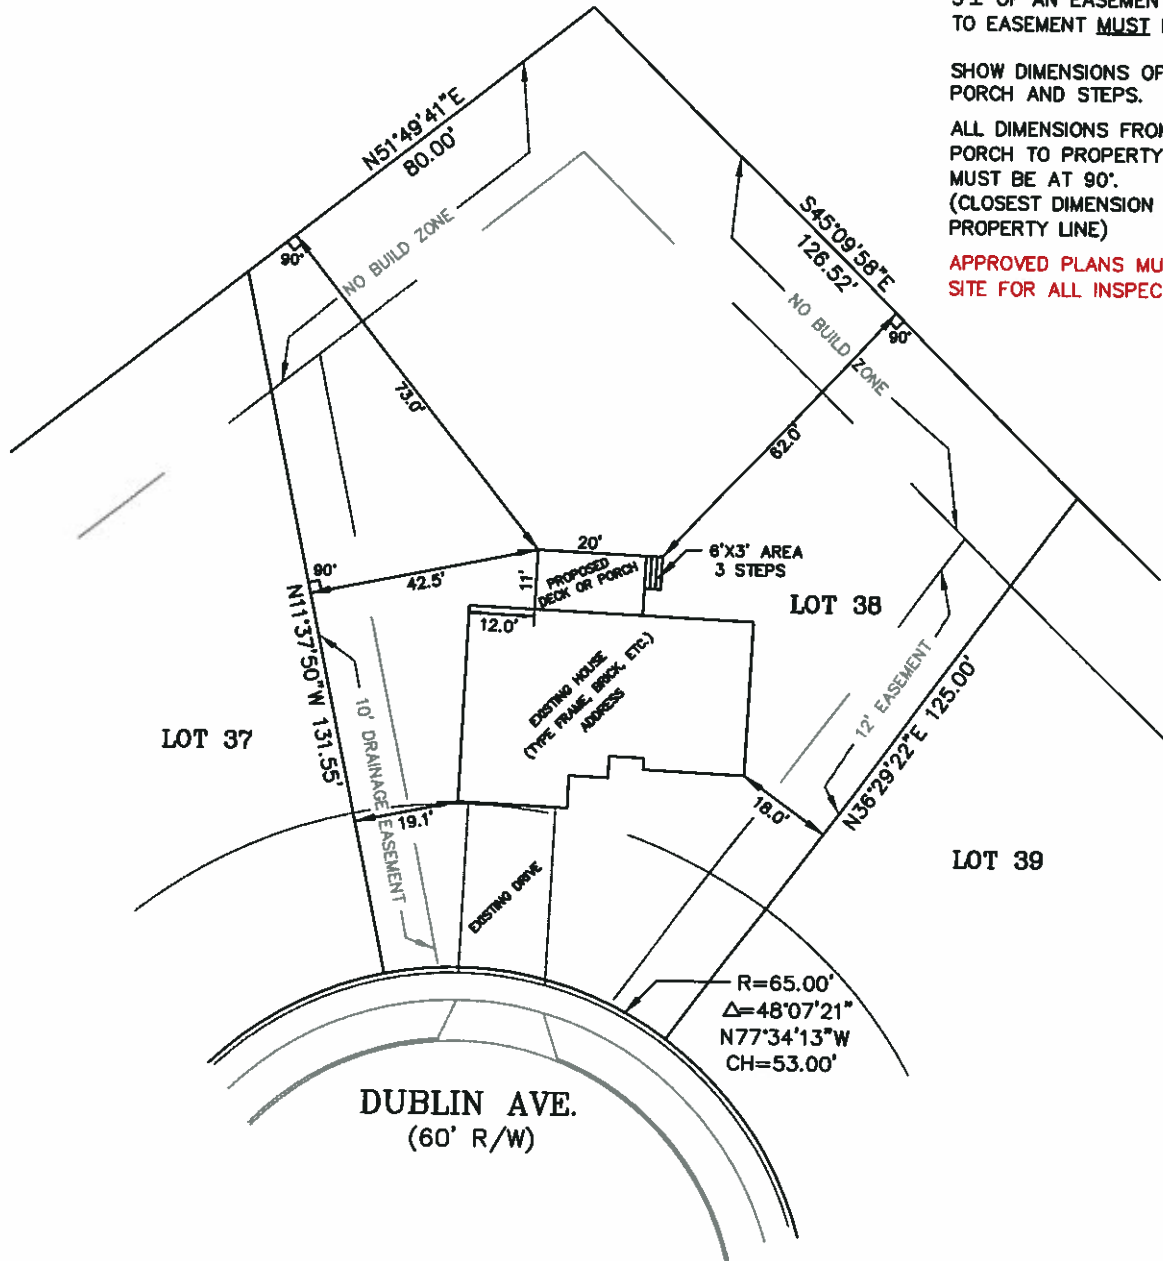 5'± OF AN EASEMENT
TO EASEMENT MUST
SHOW DIMENSIONS OF
PORCH AND STEPS.
ALL DIMENSIONS FROM
PORCH TO PROPERTY
MUST BE AT 90°.
(CLOSEST DIMENSION
PROPERTY LINE)
APPROVED PLANS
SITE FOR ALL
N51°49'41"E
80.00'
S45°09'58"E
126.52'
90°
NO BUILD ZONE
NO BUILD ZONE
90°
73.0'
62.0'
20'
6'X3' AREA
3 STEPS
90°
42.5'
11'
PROPOSED
DECK OR PORCH
LOT 38
12.0'
N11°37'50"W 131.55'
EXISTING HOUSE
(TYPE FRAME, BRICK, ETC.)
ADDRESS
12' EASEMENT
N36°29'22"E 125.00'
LOT 37
10' DRAINAGE EASEMENT
19.1'
18.0'
LOT 39
EXISTING DRIVE
R=65.00'
Δ=48°07'21"
N77°34'13"W
CH=53.00'
DUBLIN AVE.
(60' R/W)